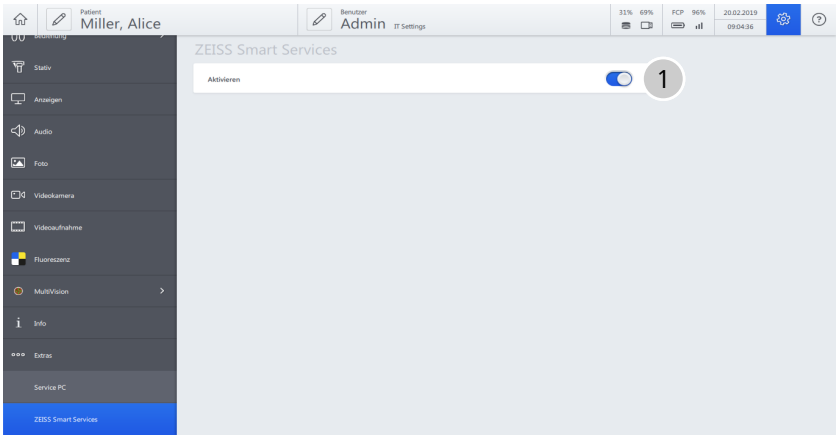 Patient
Miller, Alice
Benutzer
Admin IT Settings
31% 69%
FCP 96%
20.02.2019
09:04:36
Bedienung
Stativ
Anzeigen
Audio
Foto
Videokamera
Videoaufnahme
Fluoreszenz
MultiVision
Info
Extras
Service PC
ZEISS Smart Services
ZEISS Smart Services
Aktivieren
1